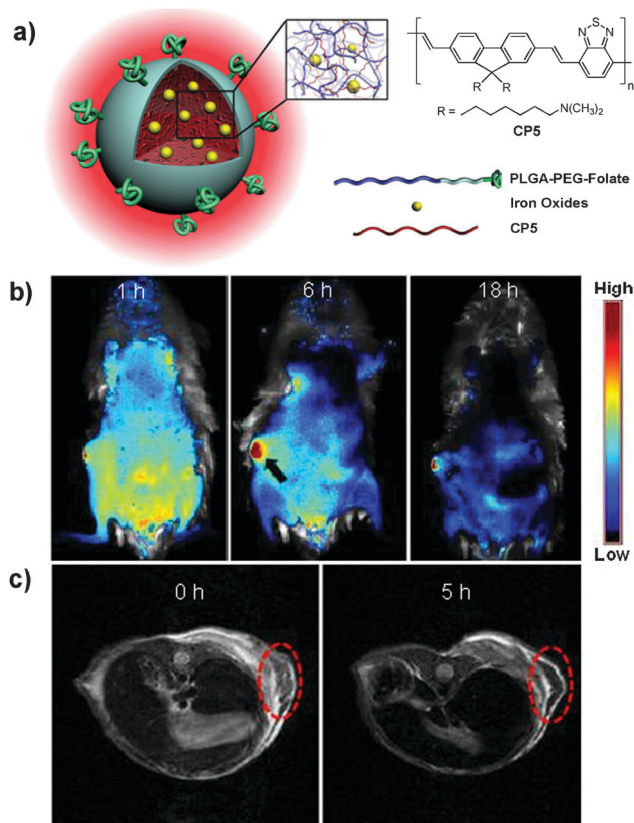 a)
N
S
N
R R
n
R =
N(CH3)2
CP5
PLGA-PEG-Folate
Iron Oxides
CP5
b)
1 h
6 h
18 h
High
Low
c)
0 h
5 h